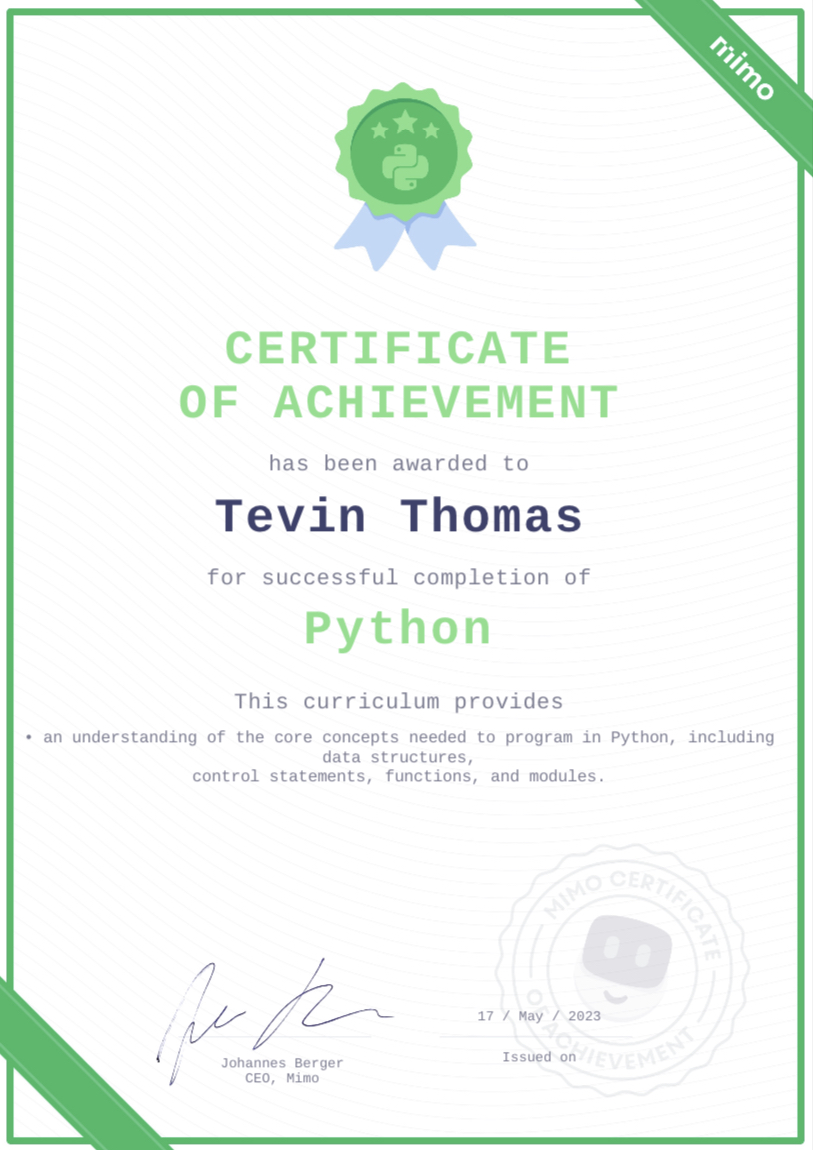 mimo
CERTIFICATE
OF ACHIEVEMENT
has been awarded to
Tevin Thomas
for successful completion of
Python
This curriculum provides
• an understanding of the core concepts needed to program in Python, including
data structures,
control statements, functions, and modules.
MIMO CERTIFICATE
OF ACHIEVEMENT
17 / May / 2023
Johannes Berger
CEO, Mimo
Issued on